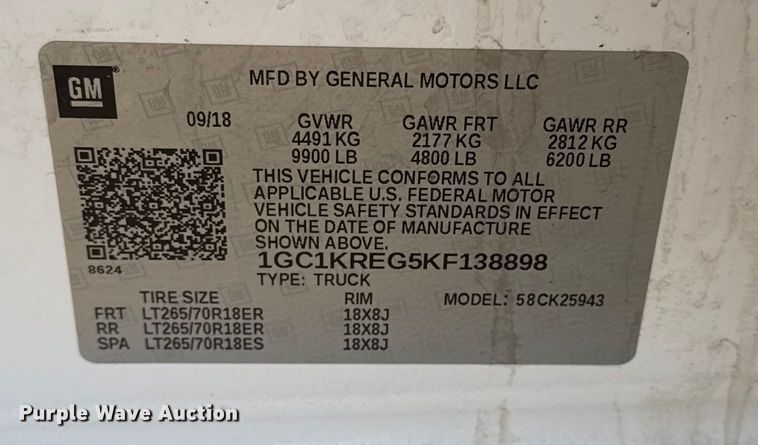 GM
MFD BY GENERAL MOTORS LLC
09/18 GVWR GAWR FRT GAWR RR
4491 KG 2177 KG 2812 KG
9900 LB 4800 LB 6200 LB
THIS VEHICLE CONFORMS TO ALL
APPLICABLE U.S. FEDERAL MOTOR
VEHICLE SAFETY STANDARDS IN EFFECT
ON THE DATE OF MANUFACTURE
SHOWN ABOVE.
8624
1GC1KREG5KF138898
TYPE: TRUCK
TIRE SIZE RIM MODEL: 58CK25943
FRT LT265/70R18ER 18X8J
RR LT265/70R18ER 18X8J
SPA LT265/70R18ES 18X8J
Purple Wave Auction